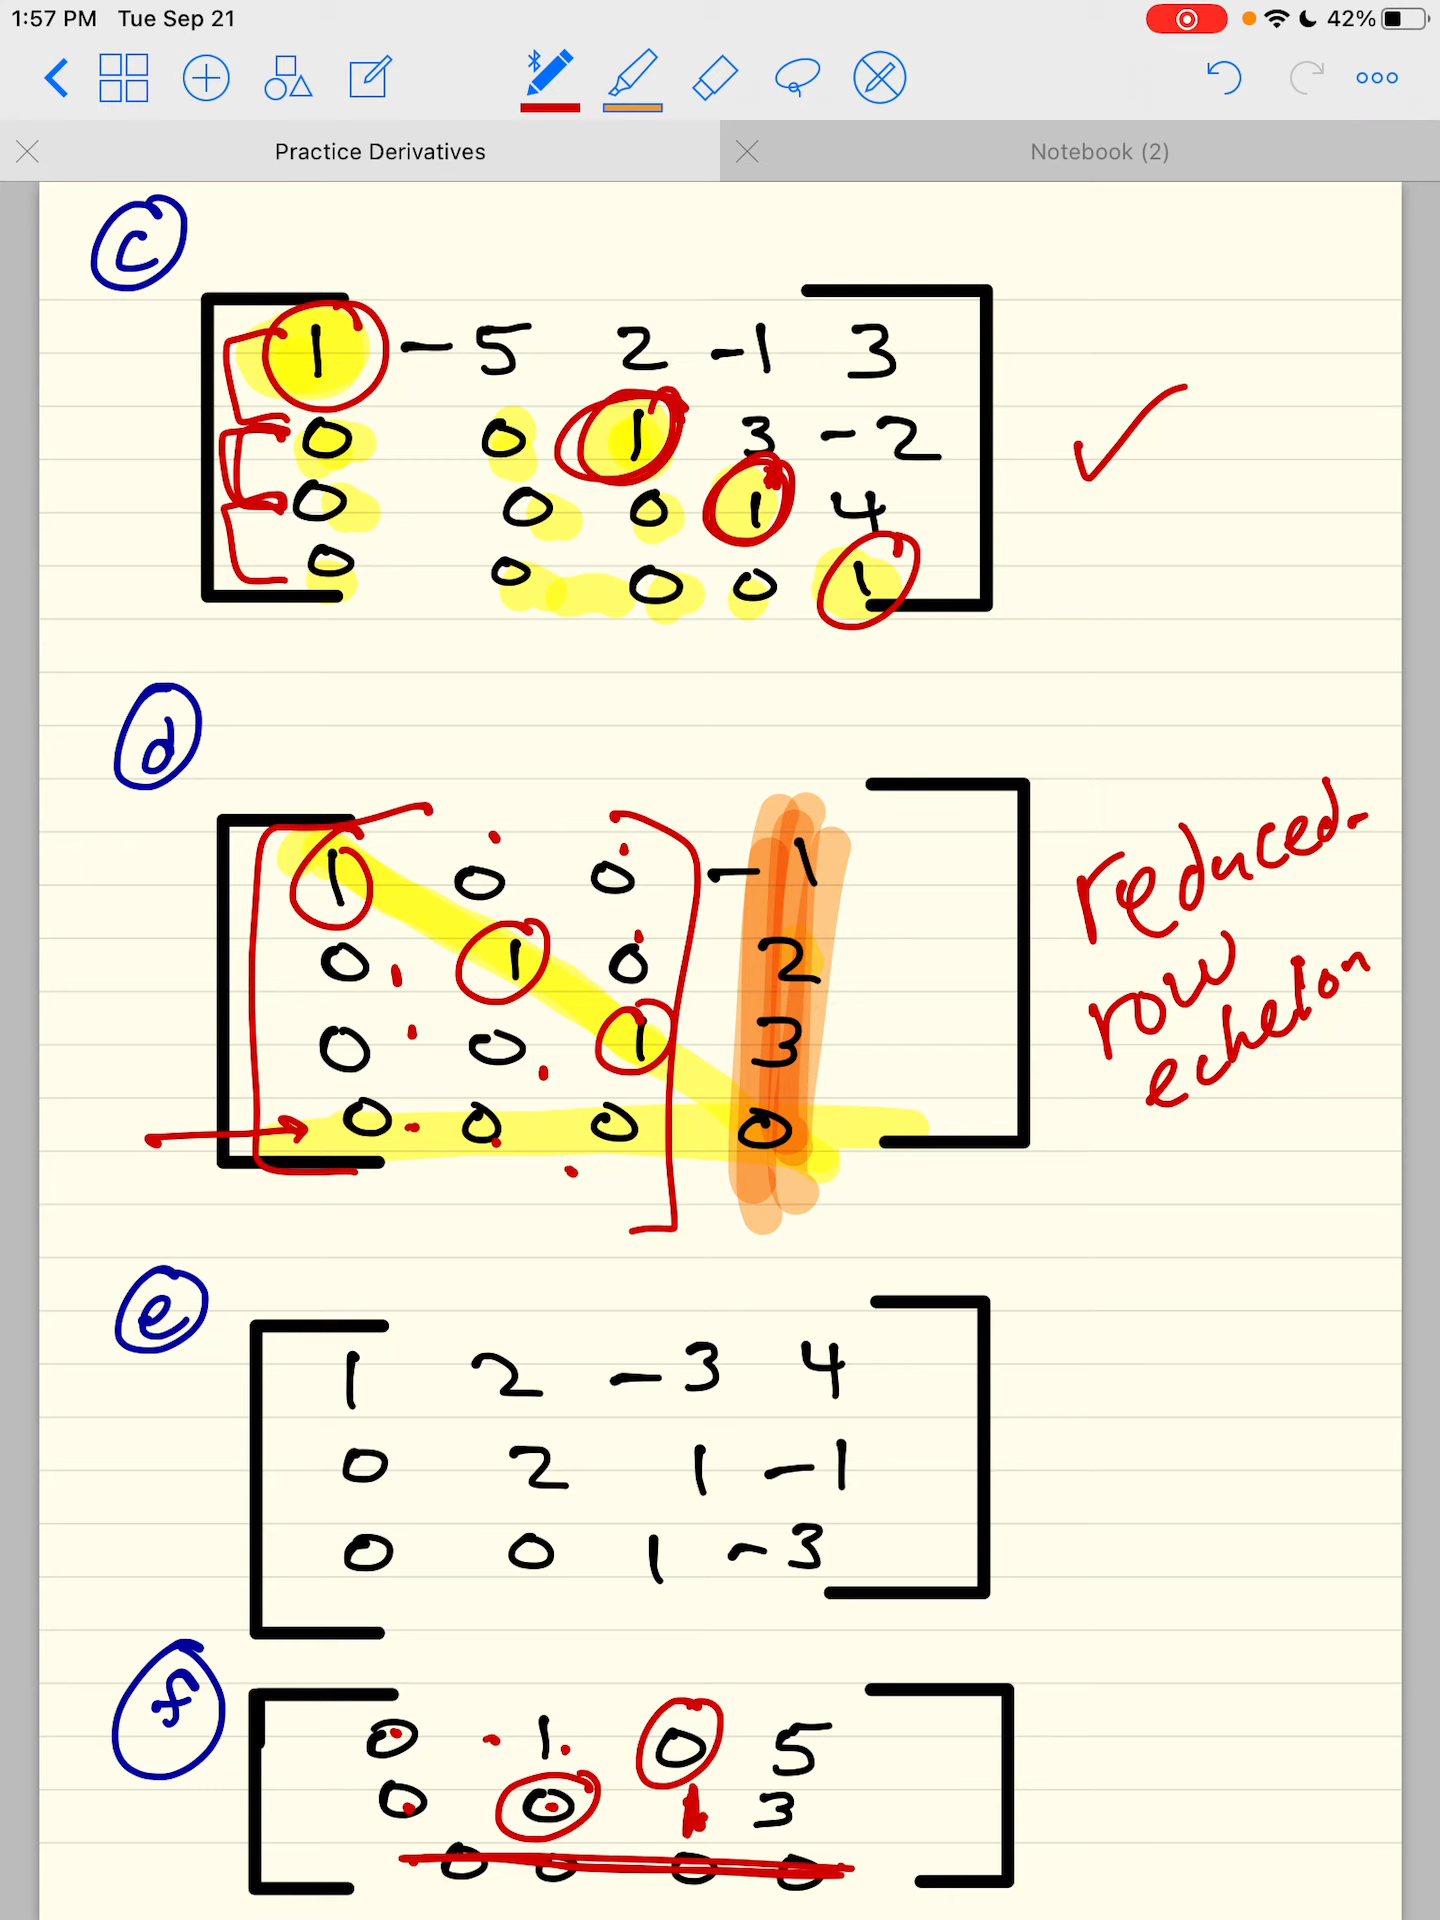 1:57 PM Tue Sep 21 42%
Practice Derivatives Notebook (2)
c
1 -5 2 -1 3
0 0 1 3 -2
0 0 0 1 4
0 0 0 0 1
d
1 0 0 -1
0 1 0 2
0 0 1 3
0 0 0 0
reduced-
row
echelon
e
1 2 -3 4
0 2 1 -1
0 0 1 -3
f
0 1 0 5
0 0 1 3
0 0 0 0